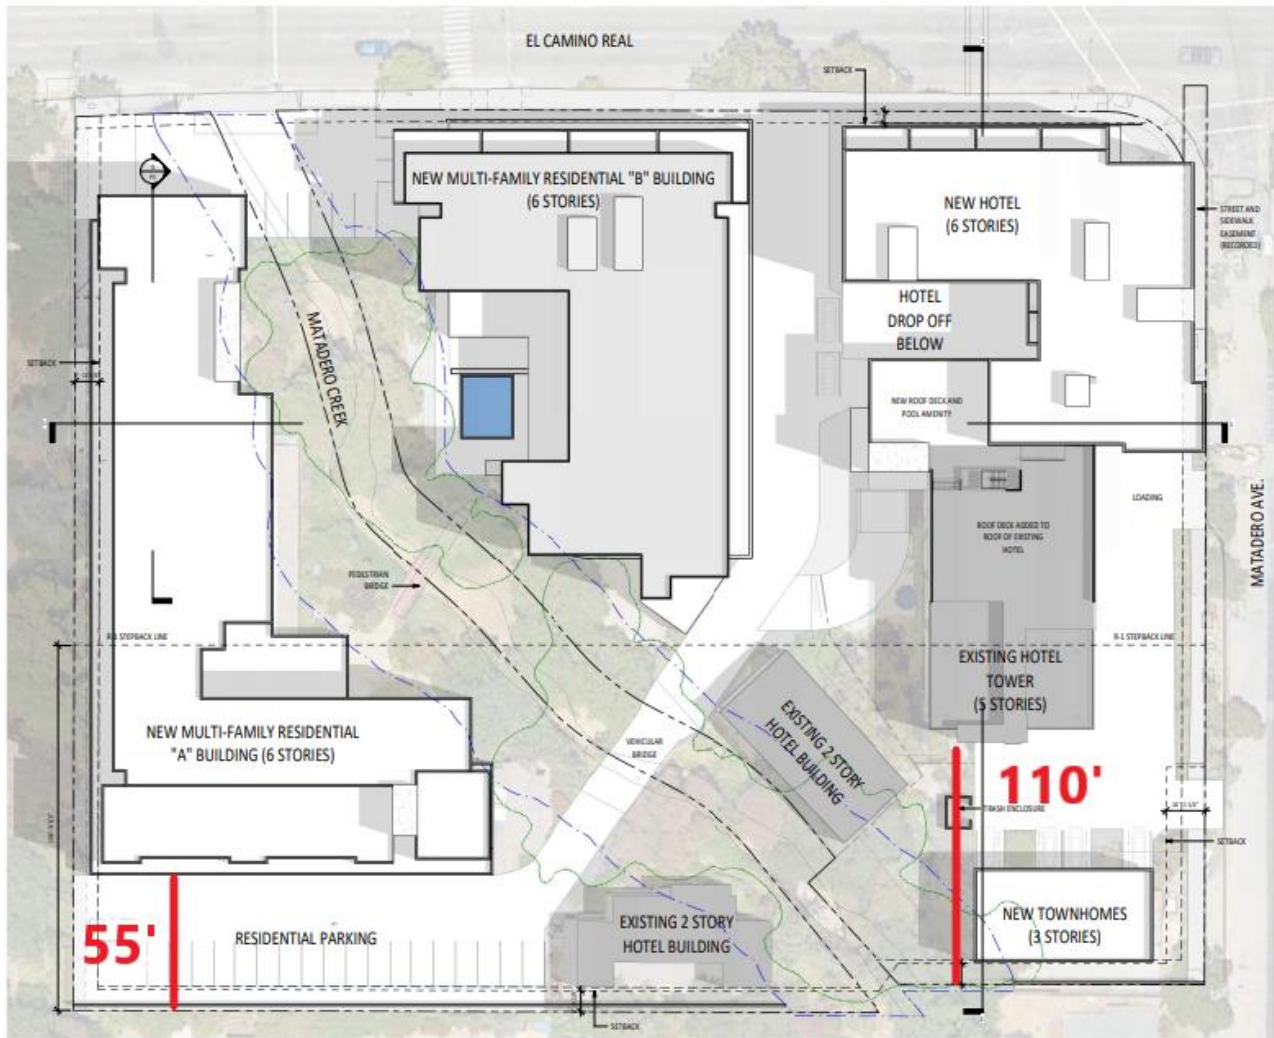 EL CAMINO REAL
SETBACK
NEW MULTI-FAMILY RESIDENTIAL "B" BUILDING
(6 STORIES)
NEW HOTEL
(6 STORIES)
STREET AND
SIDEWALK
EASEMENT
(RECORDED)
HOTEL
DROP OFF
BELOW
MATADERO CREEK
SETBACK
NEW ROOF DECK AND
POOL AMENITY
LOADING
ROOF DECK ADDED TO
ROOF OF EXISTING
HOTEL
MATADERO AVE.
PEDESTRIAN
BRIDGE
R-1 STEPBACK LINE
R-1 STEPBACK LINE
EXISTING HOTEL
TOWER
(5 STORIES)
NEW MULTI-FAMILY RESIDENTIAL
"A" BUILDING (6 STORIES)
VEHICULAR
BRIDGE
EXISTING 2 STORY
HOTEL BUILDING
110'
TRASH ENCLOSURE
SETBACK
55'
RESIDENTIAL PARKING
EXISTING 2 STORY
HOTEL BUILDING
NEW TOWNHOMES
(3 STORIES)
SETBACK